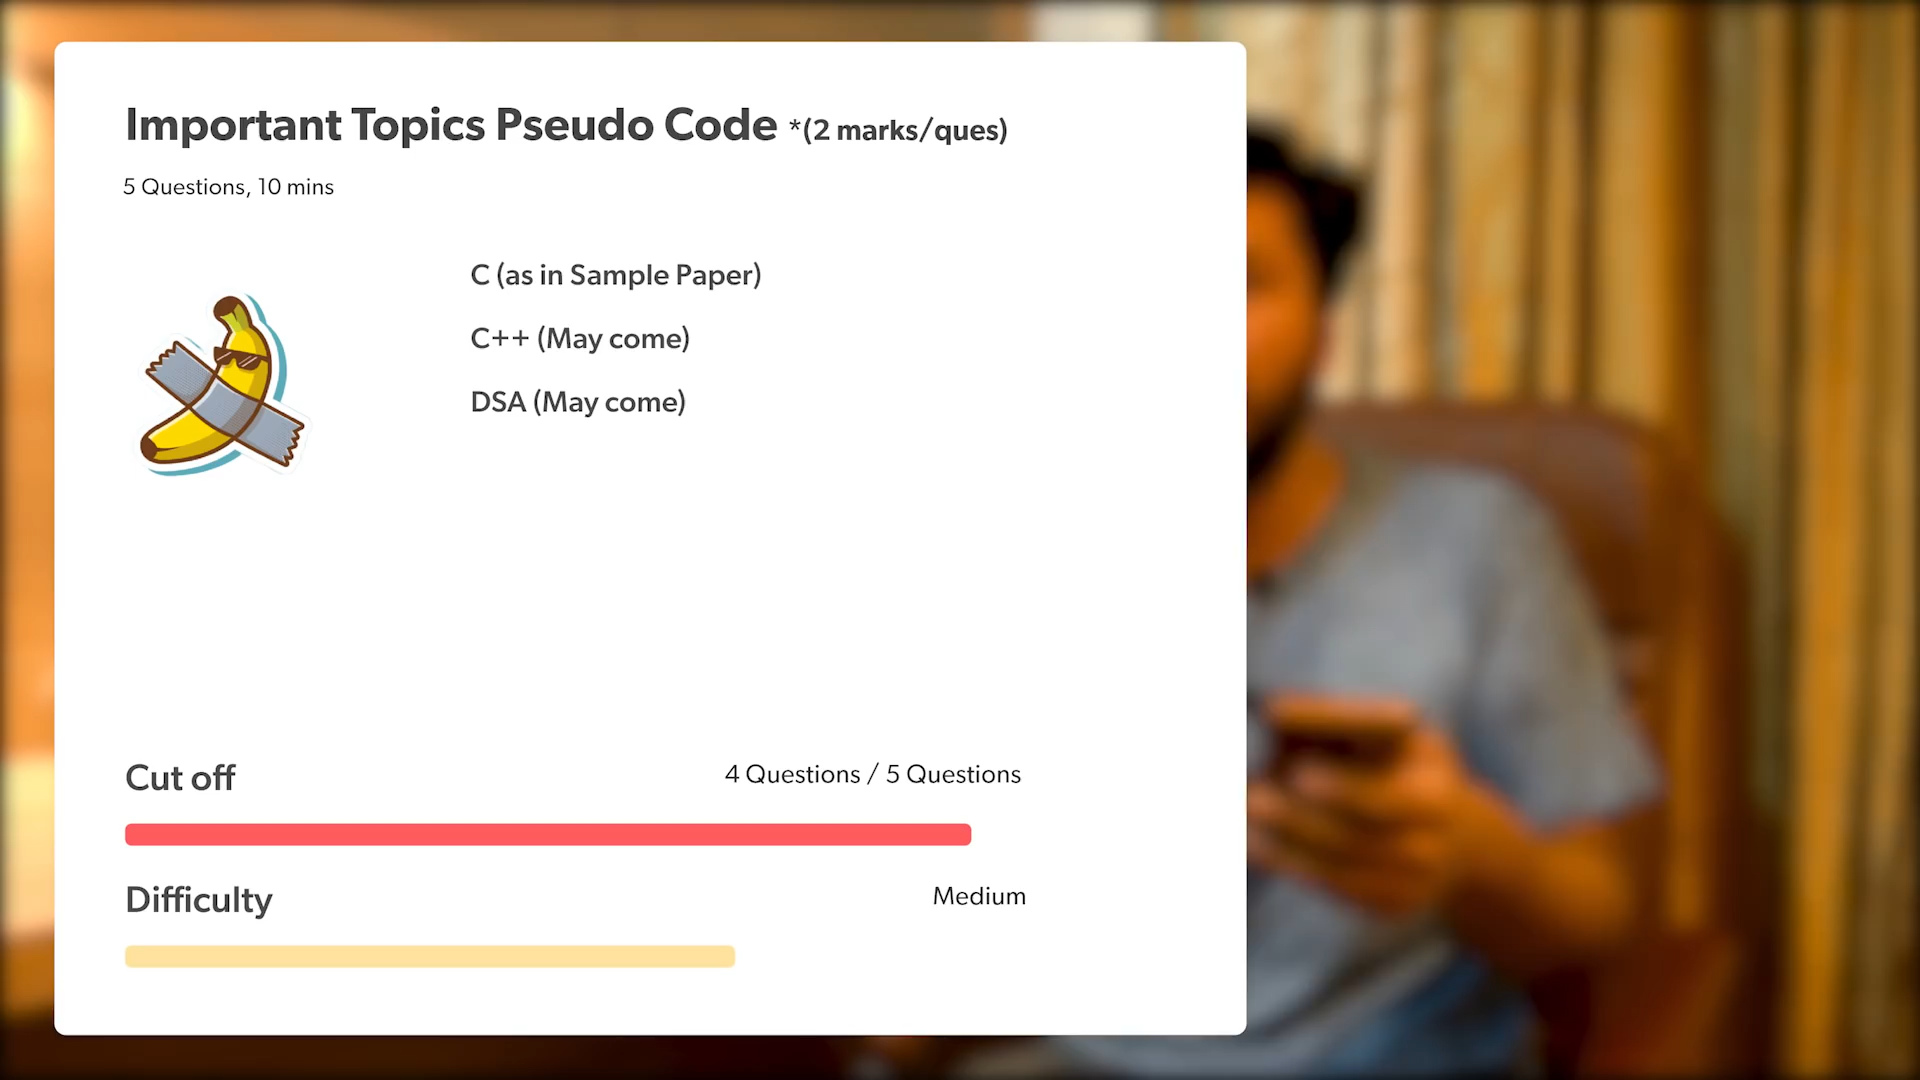 Important Topics Pseudo Code *(2 marks/ques)
5 Questions, 10 mins
C (as in Sample Paper)
C++ (May come)
DSA (May come)
Cut off
4 Questions / 5 Questions
Difficulty
Medium